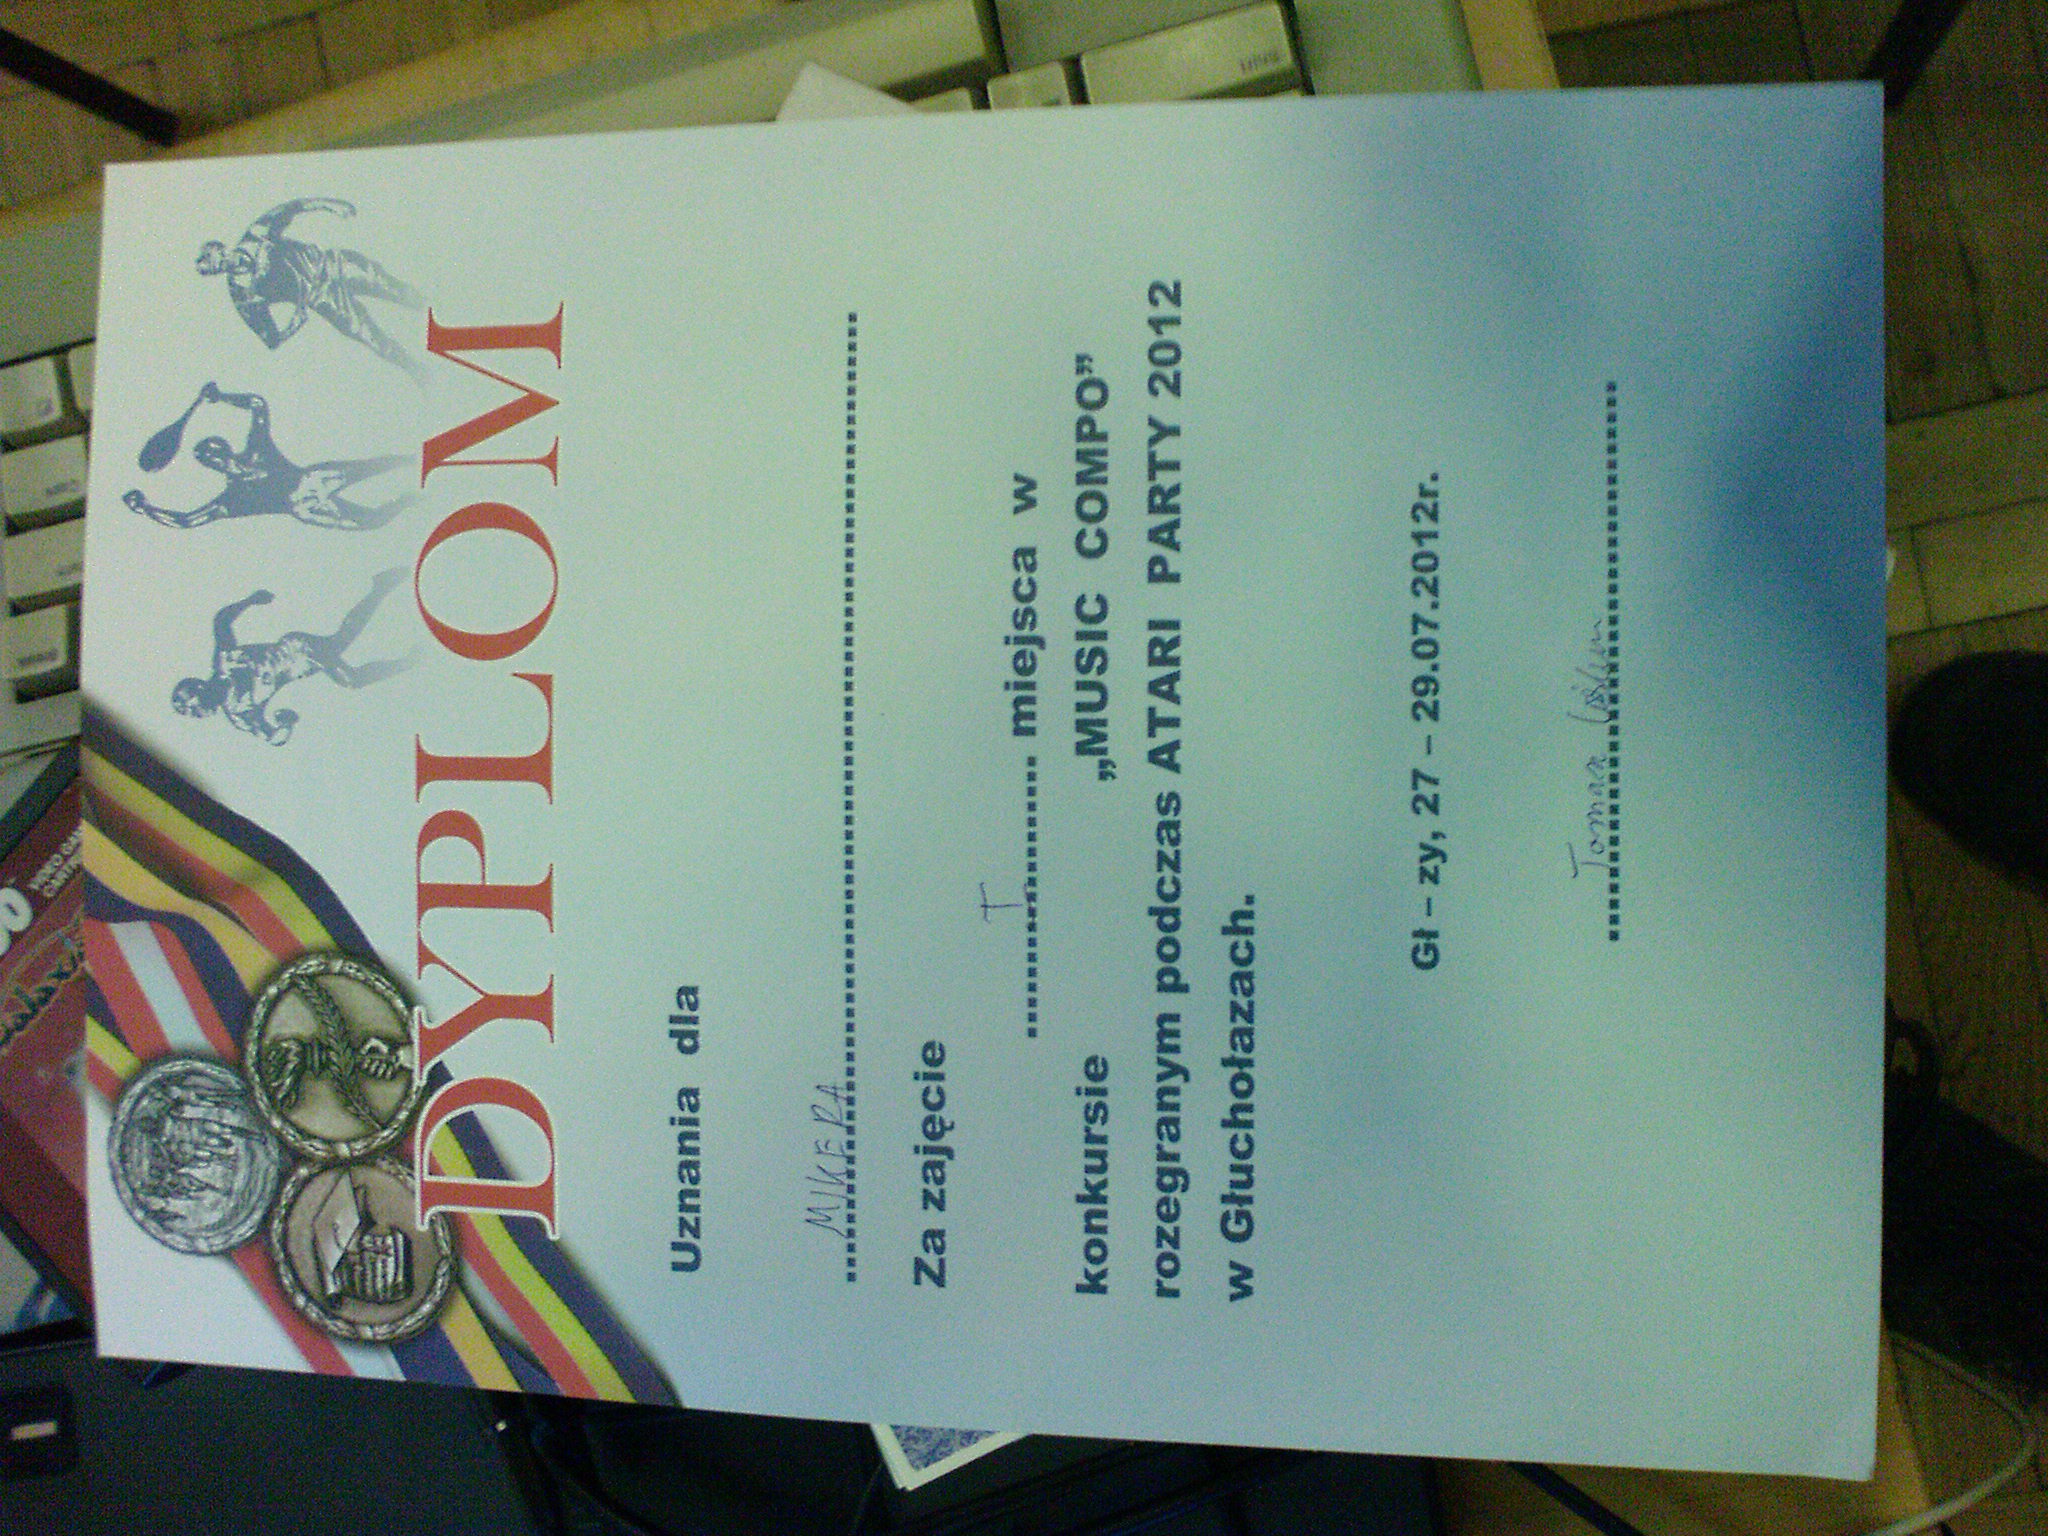 DYPLOM
Uznania dla
MIKERA
Za zajęcie
I miejsca w
konkursie „MUSIC COMPO”
rozegranym podczas ATARI PARTY 2012
w Głuchołazach.
Gł – zy, 27 – 29.07.2012r.